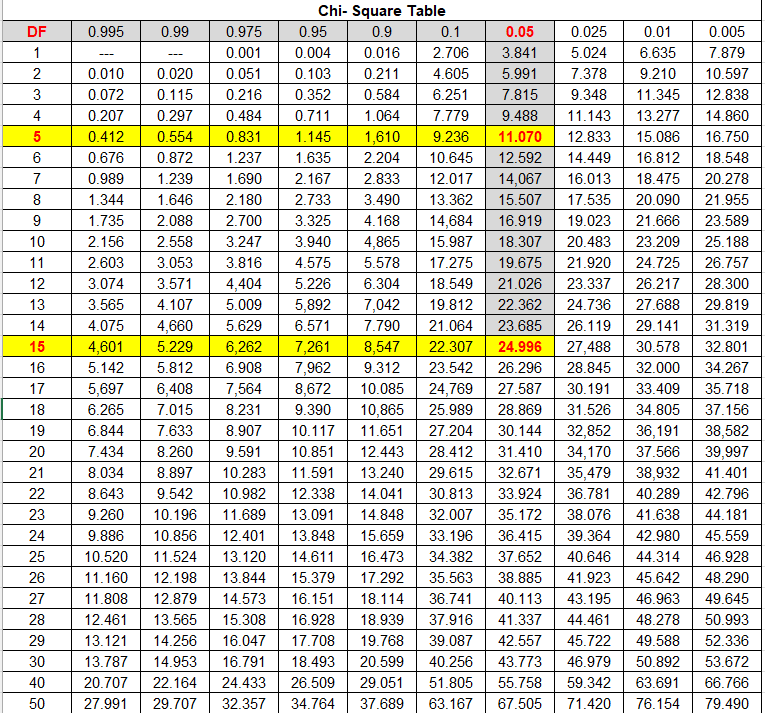 Chi- Square Table
DF 0.995 0.99 0.975 0.95 0.9 0.1 0.05 0.025 0.01 0.005
1 --- --- 0.001 0.004 0.016 2.706 3.841 5.024 6.635 7.879
2 0.010 0.020 0.051 0.103 0.211 4.605 5.991 7.378 9.210 10.597
3 0.072 0.115 0.216 0.352 0.584 6.251 7.815 9.348 11.345 12.838
4 0.207 0.297 0.484 0.711 1.064 7.779 9.488 11.143 13.277 14.860
5 0.412 0.554 0.831 1.145 1,610 9.236 11.070 12.833 15.086 16.750
6 0.676 0.872 1.237 1.635 2.204 10.645 12.592 14.449 16.812 18.548
7 0.989 1.239 1.690 2.167 2.833 12.017 14,067 16.013 18.475 20.278
8 1.344 1.646 2.180 2.733 3.490 13.362 15.507 17.535 20.090 21.955
9 1.735 2.088 2.700 3.325 4.168 14,684 16.919 19.023 21.666 23.589
10 2.156 2.558 3.247 3.940 4,865 15.987 18.307 20.483 23.209 25.188
11 2.603 3.053 3.816 4.575 5.578 17.275 19.675 21.920 24.725 26.757
12 3.074 3.571 4,404 5.226 6.304 18.549 21.026 23.337 26.217 28.300
13 3.565 4.107 5.009 5,892 7,042 19.812 22.362 24.736 27.688 29.819
14 4.075 4,660 5.629 6.571 7.790 21.064 23.685 26.119 29.141 31.319
15 4,601 5.229 6,262 7,261 8,547 22.307 24.996 27,488 30.578 32.801
16 5.142 5.812 6.908 7,962 9.312 23.542 26.296 28.845 32.000 34.267
17 5,697 6,408 7,564 8,672 10.085 24,769 27.587 30.191 33.409 35.718
18 6.265 7.015 8.231 9.390 10,865 25.989 28.869 31.526 34.805 37.156
19 6.844 7.633 8.907 10.117 11.651 27.204 30.144 32,852 36,191 38,582
20 7.434 8.260 9.591 10.851 12.443 28.412 31.410 34,170 37.566 39,997
21 8.034 8.897 10.283 11.591 13.240 29.615 32.671 35,479 38,932 41.401
22 8.643 9.542 10.982 12.338 14.041 30.813 33.924 36.781 40.289 42.796
23 9.260 10.196 11.689 13.091 14.848 32.007 35.172 38.076 41.638 44.181
24 9.886 10.856 12.401 13.848 15.659 33.196 36.415 39.364 42.980 45.559
25 10.520 11.524 13.120 14.611 16.473 34.382 37.652 40.646 44.314 46.928
26 11.160 12.198 13.844 15.379 17.292 35.563 38.885 41.923 45.642 48.290
27 11.808 12.879 14.573 16.151 18.114 36.741 40.113 43.195 46.963 49.645
28 12.461 13.565 15.308 16.928 18.939 37.916 41.337 44.461 48.278 50.993
29 13.121 14.256 16.047 17.708 19.768 39.087 42.557 45.722 49.588 52.336
30 13.787 14.953 16.791 18.493 20.599 40.256 43.773 46.979 50.892 53.672
40 20.707 22.164 24.433 26.509 29.051 51.805 55.758 59.342 63.691 66.766
50 27.991 29.707 32.357 34.764 37.689 63.167 67.505 71.420 76.154 79.490